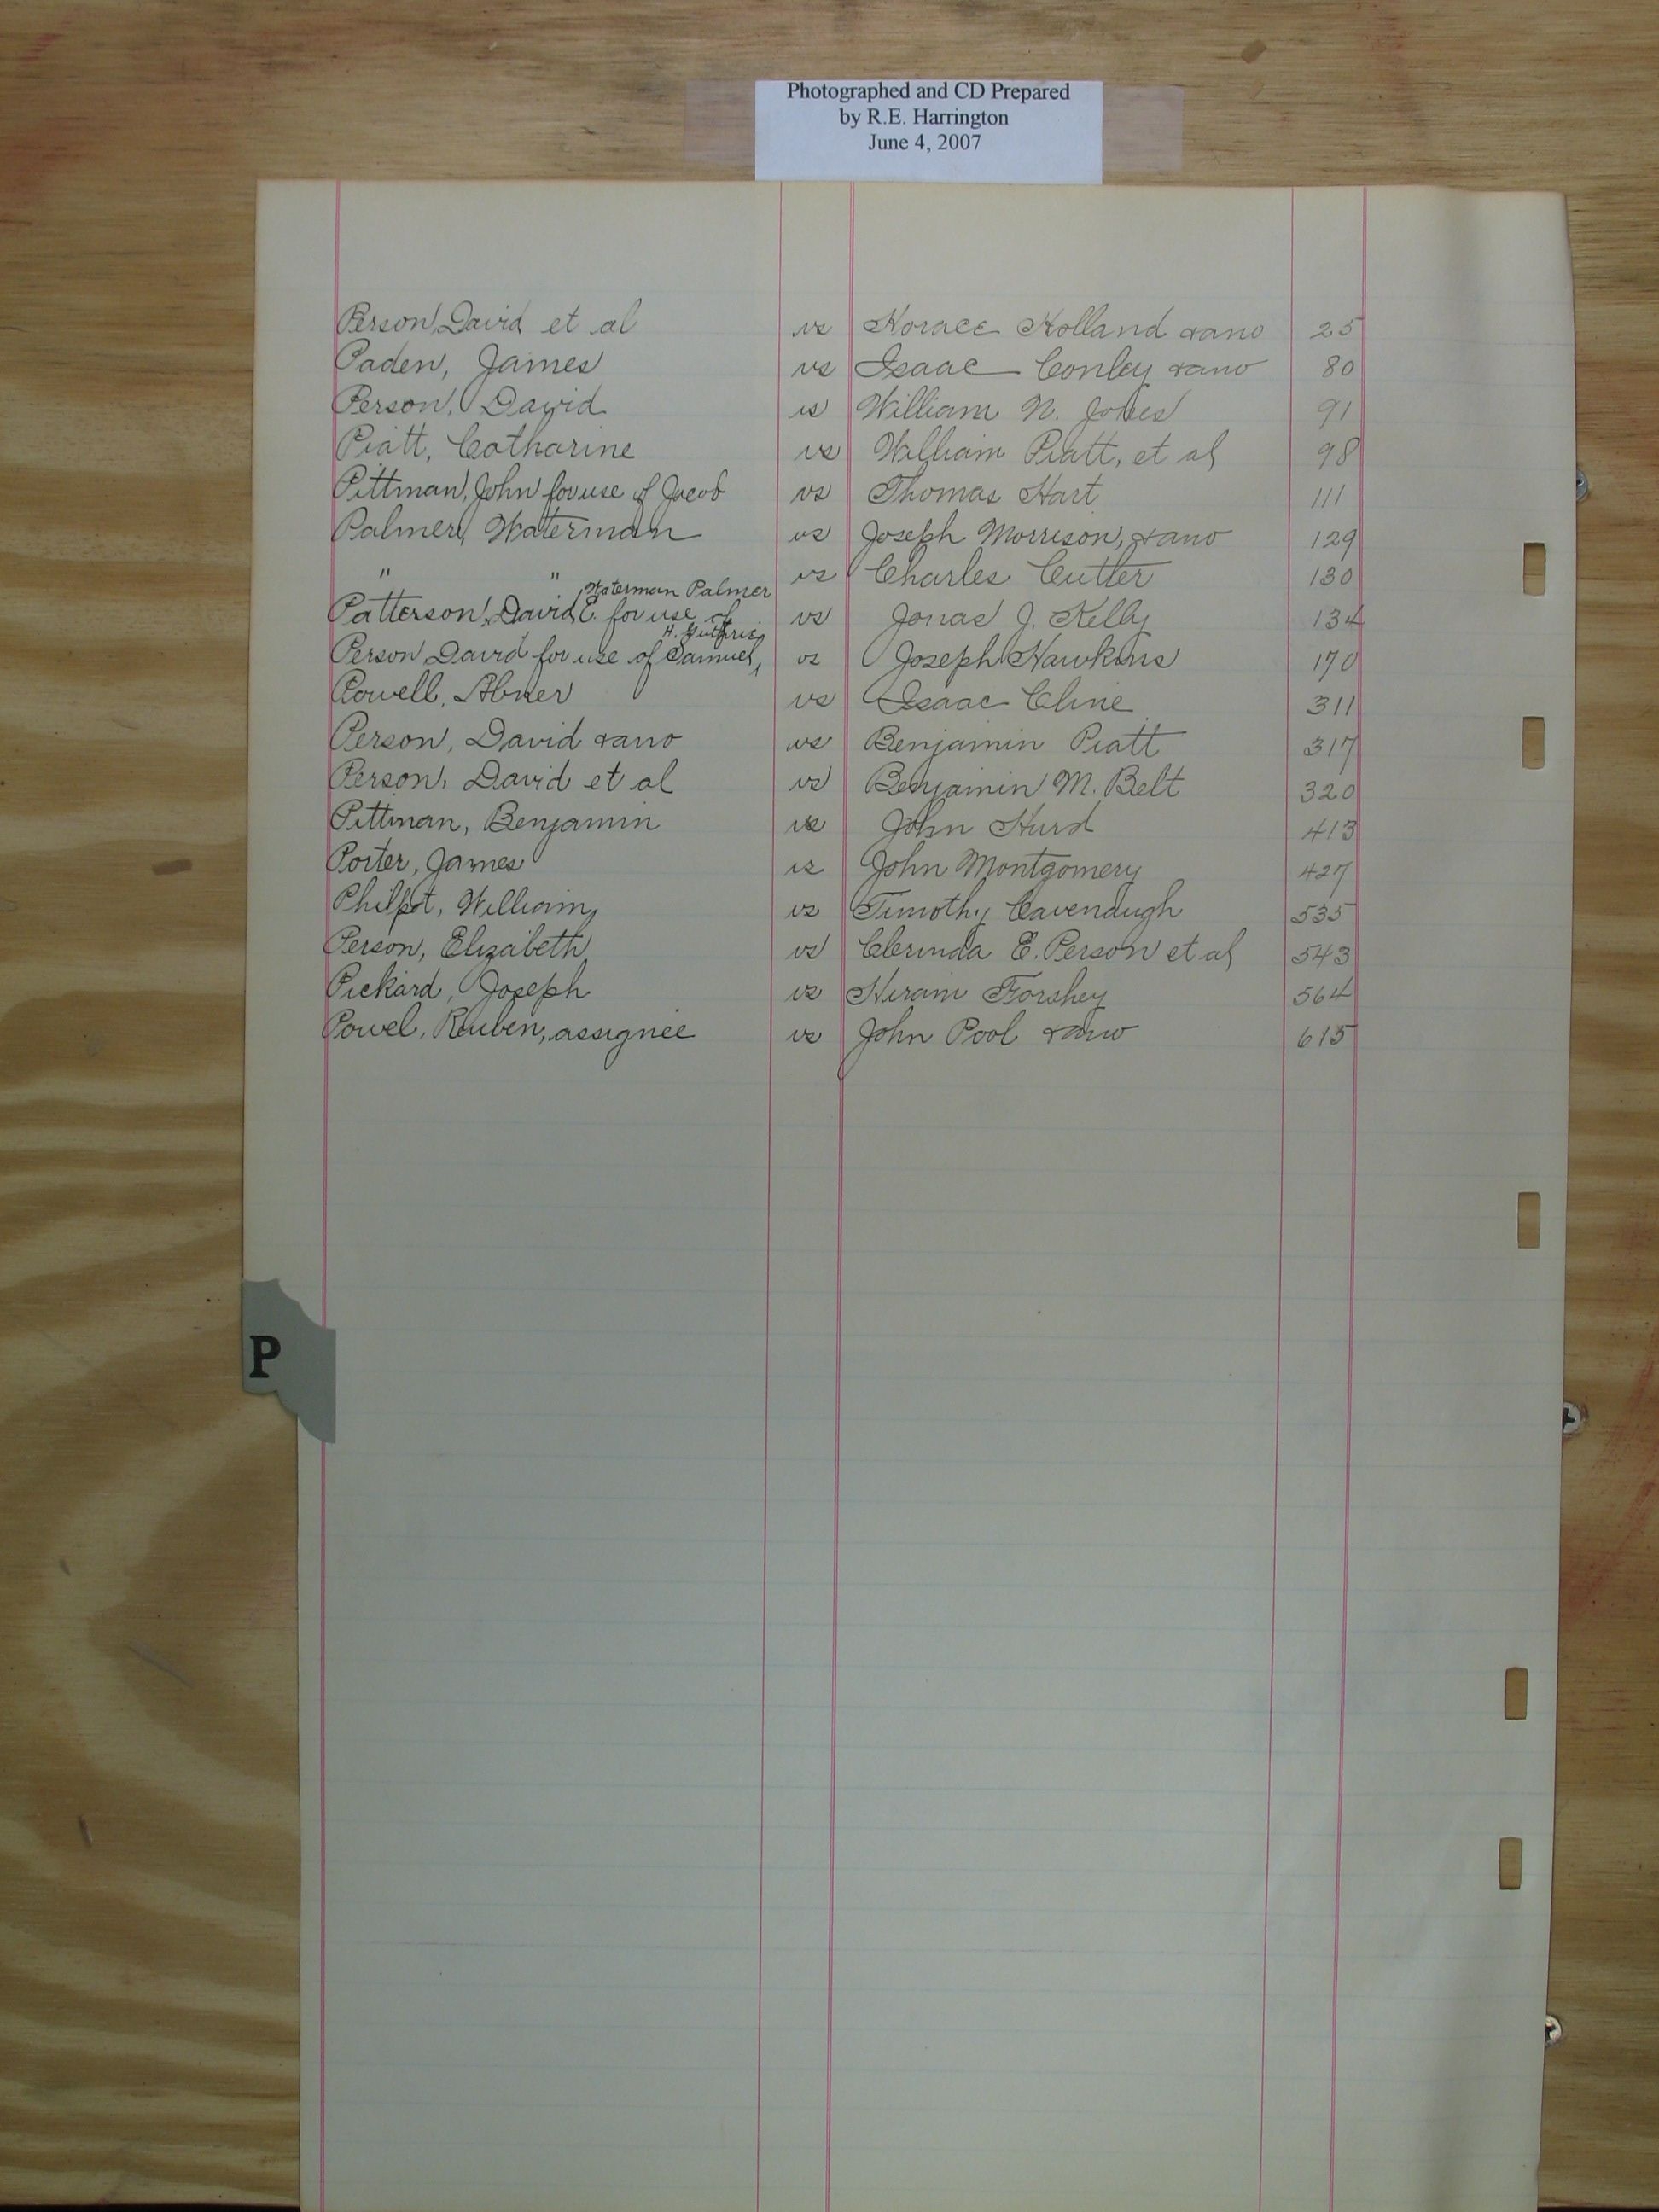 Photographed and CD Prepared
by R.E. Harrington
June 4, 2007
Person, David et al vs Horace Holland & ano 25
Paden, James vs Isaac Conley & ano 80
Person, David vs William N. Jones 91
Piatt, Catharine vs William Piatt, et al 98
Pittman, John for use of Jacob vs Thomas Hart 111
Palmer, Waterman vs Joseph Morrison, & ano 129
" " vs Charles Cutler 130
Waterman Palmer
Patterson, David E. for use of vs Jonas J. Kelly 134
H. Guthrie
Person David for use of Samuel, vs Joseph Hawkins 170
Powell, Abner vs Isaac Cline 311
Person, David & ano vs Benjamin Piatt 317
Person, David et al vs Benjamin M. Belt 320
Pittman, Benjamin vs John Hurd 413
Porter, James vs John Montgomery 427
Philpot, William, vs Timothy Cavendugh 535
Person, Elizabeth vs Clerinda E. Person et al 543
Pickard, Joseph vs Hiram Forshey 564
Powel, Reuben, assignee vs John Pool & ano 615
P